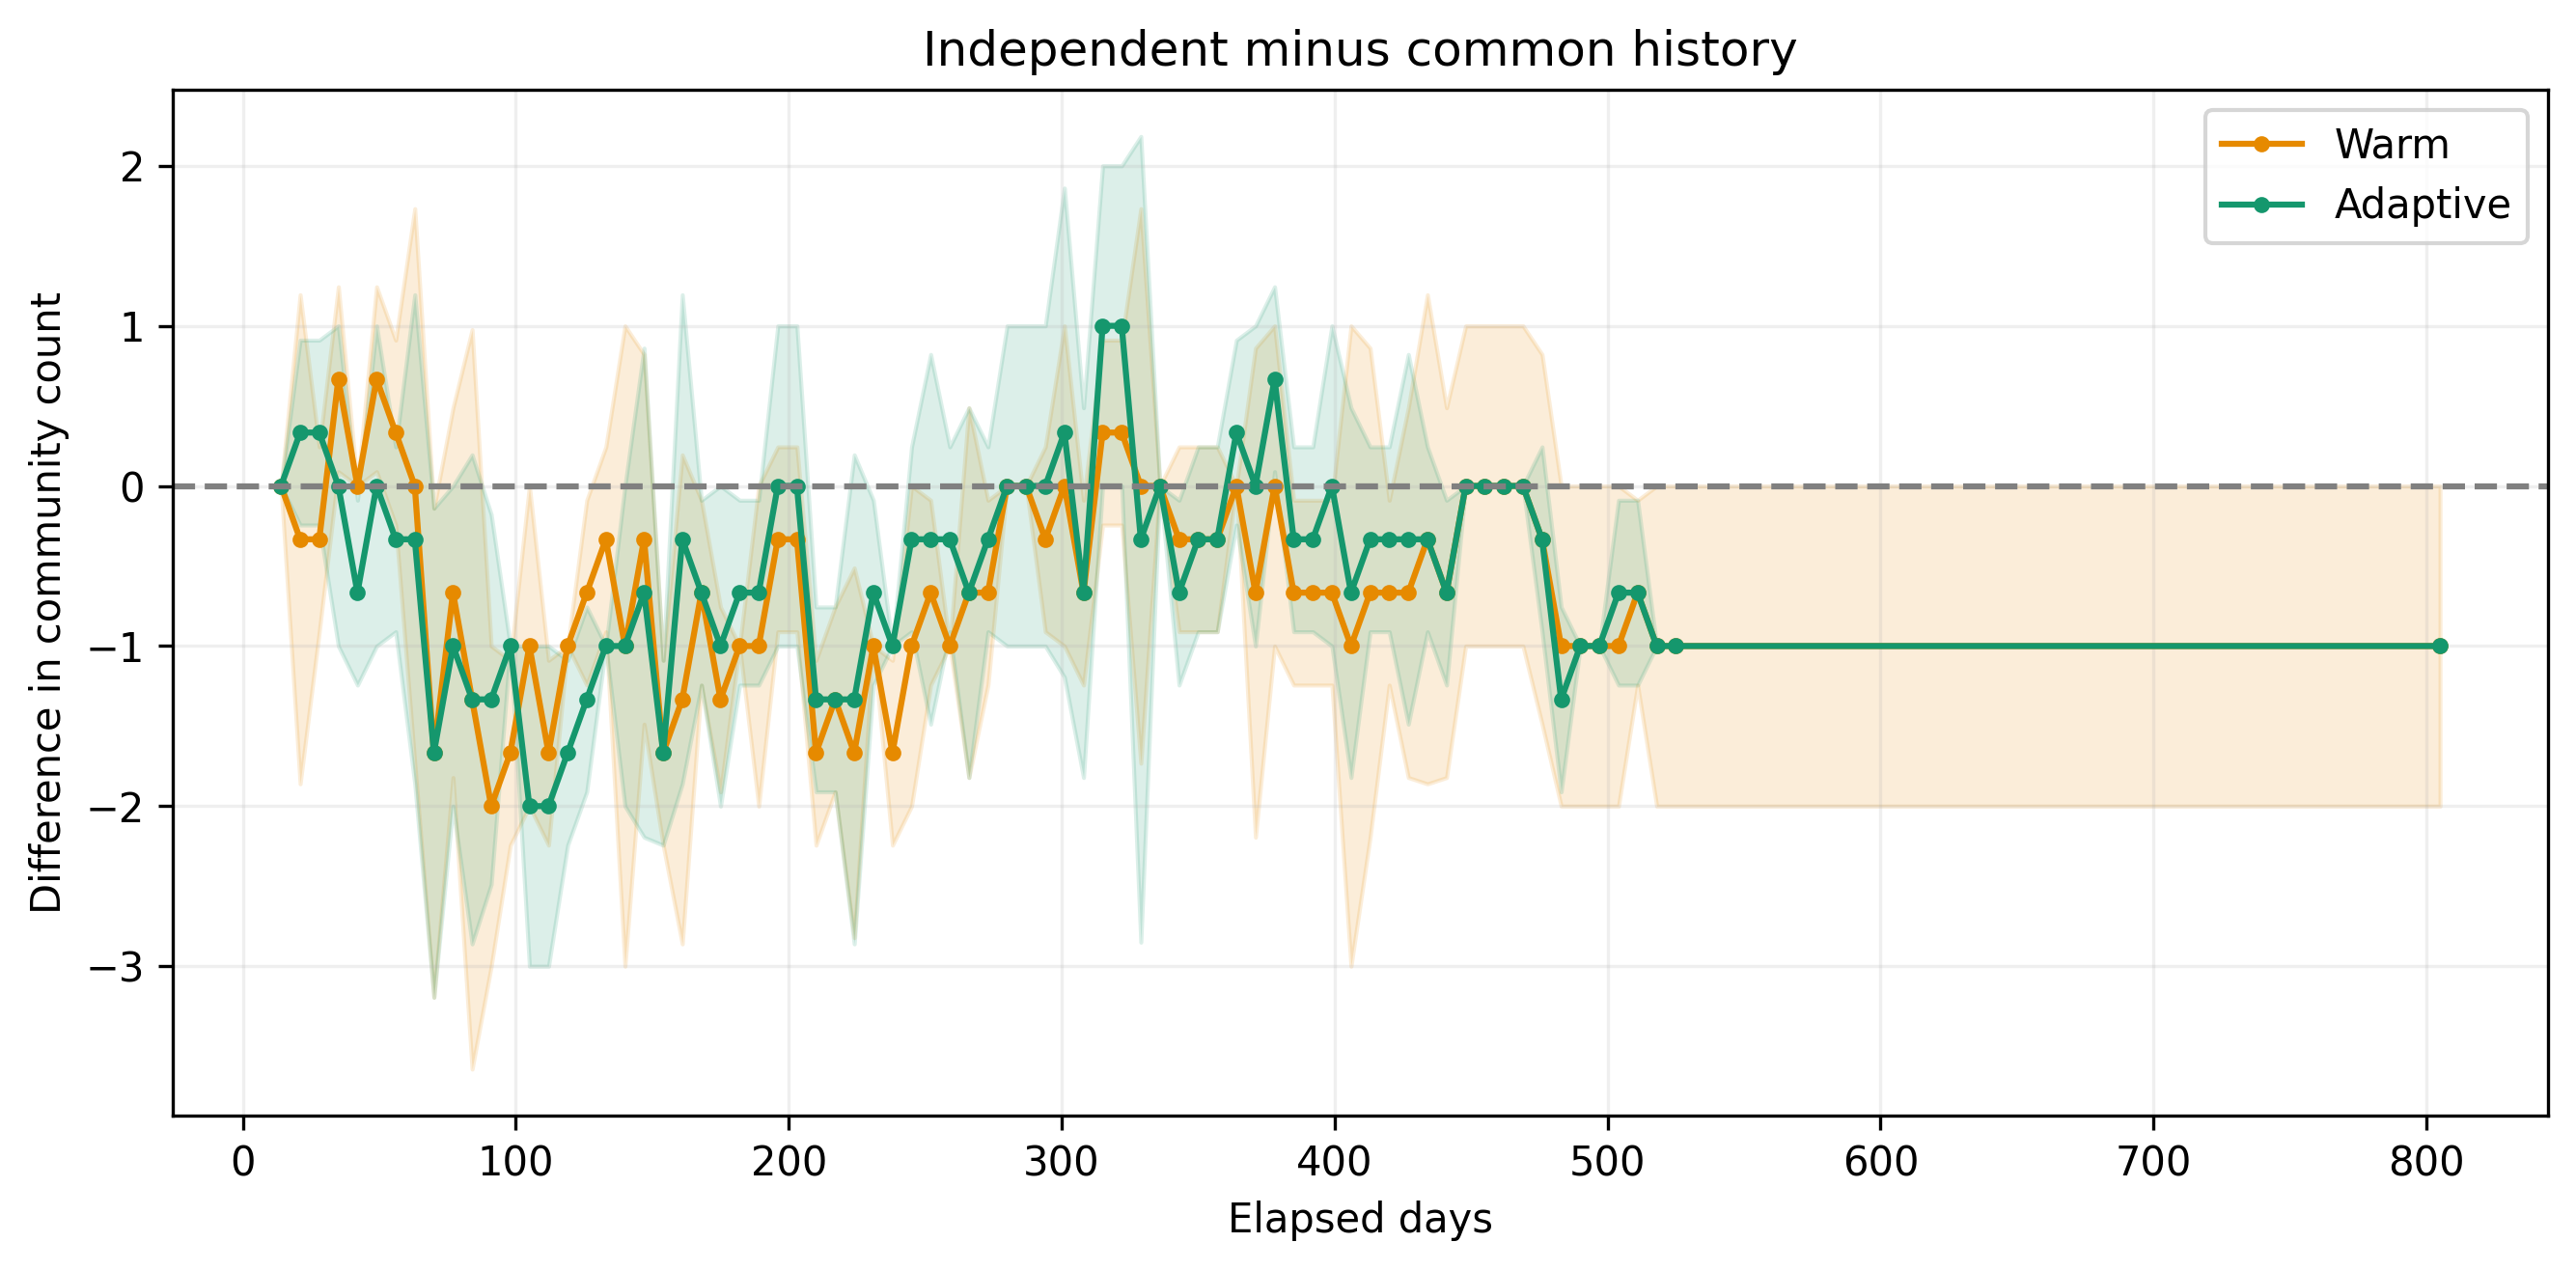 Independent minus common history
Warm
Adaptive
Difference in community count
2
1
0
−1
−2
−3
0 100 200 300 400 500 600 700 800
Elapsed days